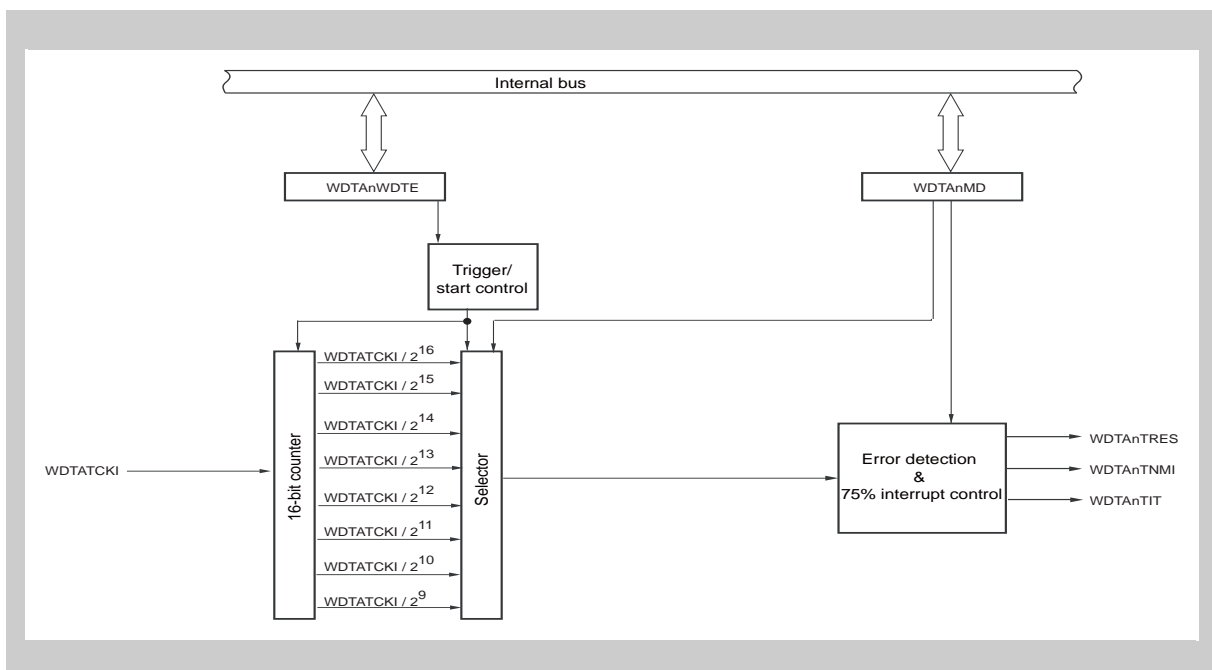 Internal bus
WDTAnWDTE
WDTAnMD
Trigger/
start control
WDTATCKI / 2^16
WDTATCKI / 2^15
WDTATCKI / 2^14
WDTATCKI / 2^13
WDTATCKI / 2^12
WDTATCKI / 2^11
WDTATCKI / 2^10
WDTATCKI / 2^9
WDTATCKI
16-bit counter
Selector
Error detection
&
75% interrupt control
WDTAnTRES
WDTAnTNMI
WDTAnTIT